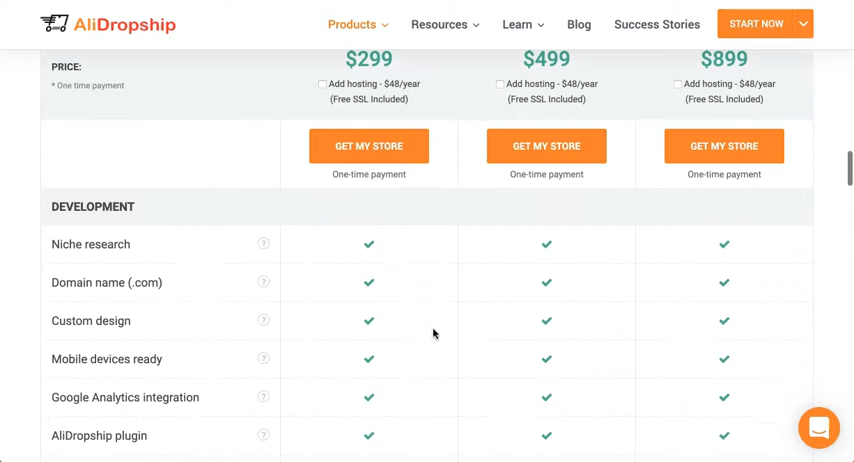 AliDropship
Products
Resources
Learn
Blog
Success Stories
START NOW
PRICE:
* One time payment
$299
Add hosting - $48/year
(Free SSL Included)
$499
Add hosting - $48/year
(Free SSL Included)
$899
Add hosting - $48/year
(Free SSL Included)
GET MY STORE
One-time payment
GET MY STORE
One-time payment
GET MY STORE
One-time payment
DEVELOPMENT
Niche research ?
Domain name (.com) ?
Custom design ?
Mobile devices ready ?
Google Analytics integration ?
AliDropship plugin ?